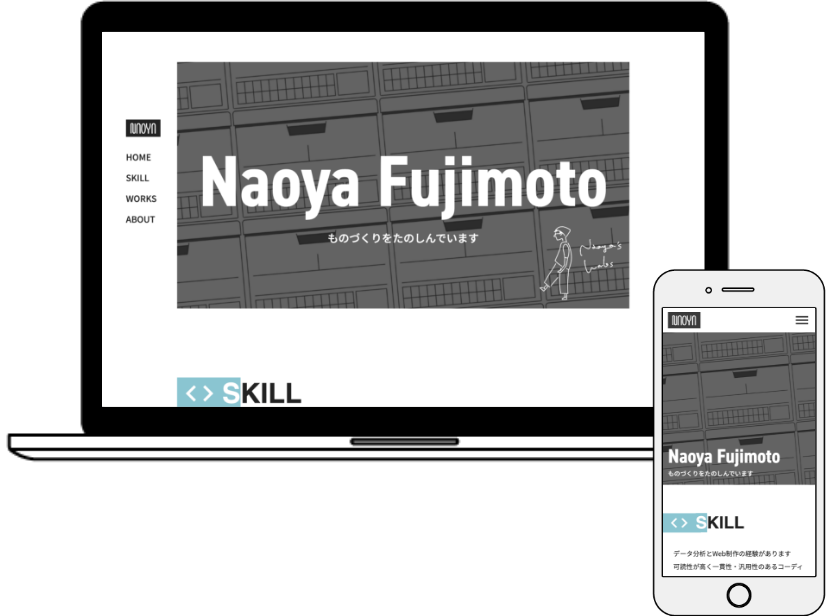 NAOYA
HOME
SKILL
WORKS
ABOUT
Naoya Fujimoto
ものづくりをたのしんでいます
Naoya's
Webs
<> SKILL
NAOYA
Naoya Fujimoto
ものづくりをたのしんでいます
<> SKILL
データ分析とWeb制作の経験があります
可読性が高く一貫性・汎用性のあるコーディ